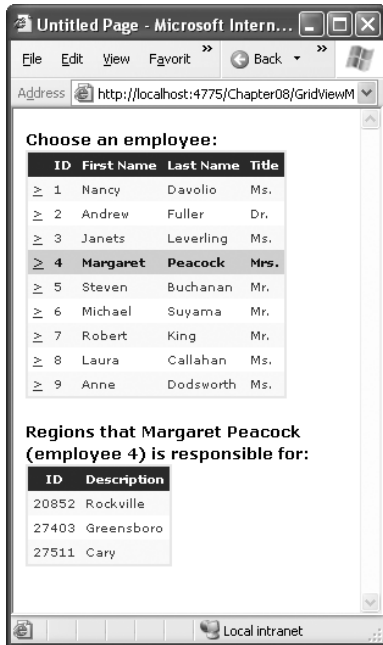 Untitled Page - Microsoft Intern...
File Edit View Favorit » Back »
Address http://localhost:4775/Chapter08/GridViewM
Choose an employee:
ID First Name Last Name Title
> 1 Nancy Davolio Ms.
> 2 Andrew Fuller Dr.
> 3 Janets Leverling Ms.
> 4 Margaret Peacock Mrs.
> 5 Steven Buchanan Mr.
> 6 Michael Suyama Mr.
> 7 Robert King Mr.
> 8 Laura Callahan Ms.
> 9 Anne Dodsworth Ms.
Regions that Margaret Peacock
(employee 4) is responsible for:
ID Description
20852 Rockville
27403 Greensboro
27511 Cary
Local intranet